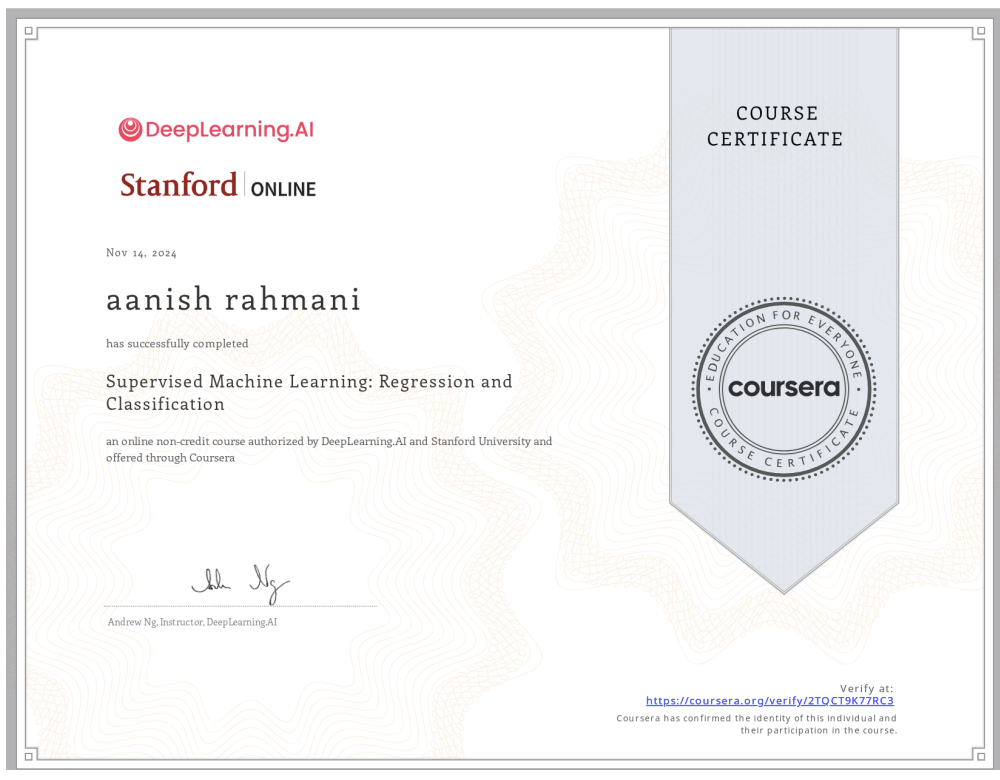 DeepLearning.AI
Stanford | ONLINE
Nov 14, 2024
aanish rahmani
has successfully completed
Supervised Machine Learning: Regression and
Classification
an online non-credit course authorized by DeepLearning.AI and Stanford University and
offered through Coursera
Andrew Ng, Instructor, DeepLearning.AI
COURSE
CERTIFICATE
EDUCATION FOR EVERYONE
coursera
COURSE CERTIFICATE
Verify at:
https://coursera.org/verify/2TQCT9K77RC3
Coursera has confirmed the identity of this individual and
their participation in the course.